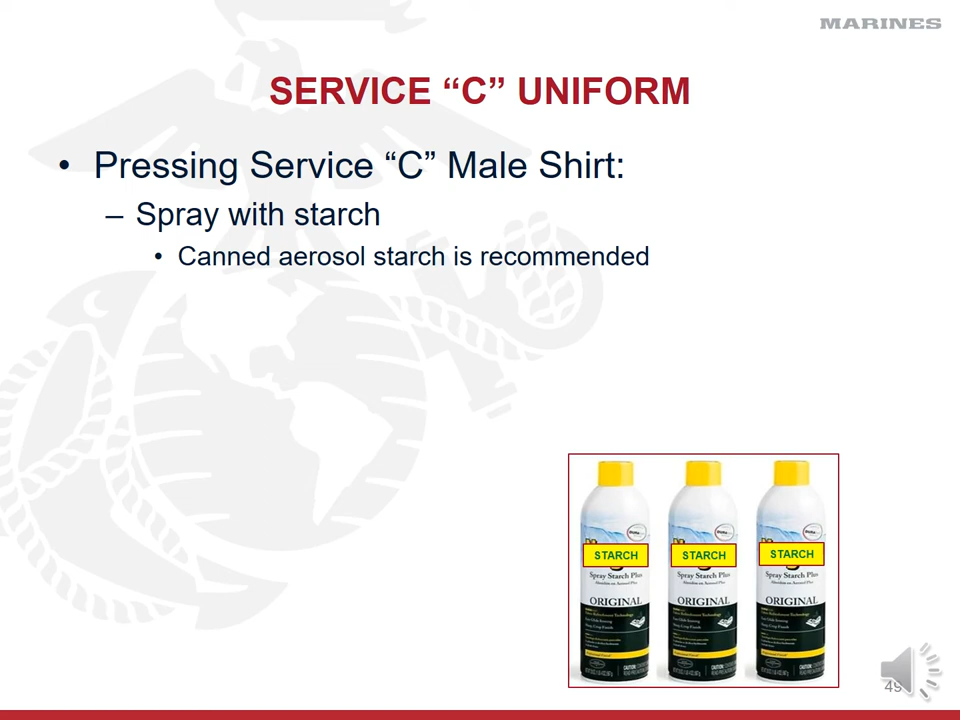 MARINES
SERVICE “C” UNIFORM
• Pressing Service “C” Male Shirt:
– Spray with starch
• Canned aerosol starch is recommended
STARCH STARCH STARCH
Spray Starch Plus Spray Starch Plus Spray Starch Plus
ORIGINAL ORIGINAL ORIGINAL
49